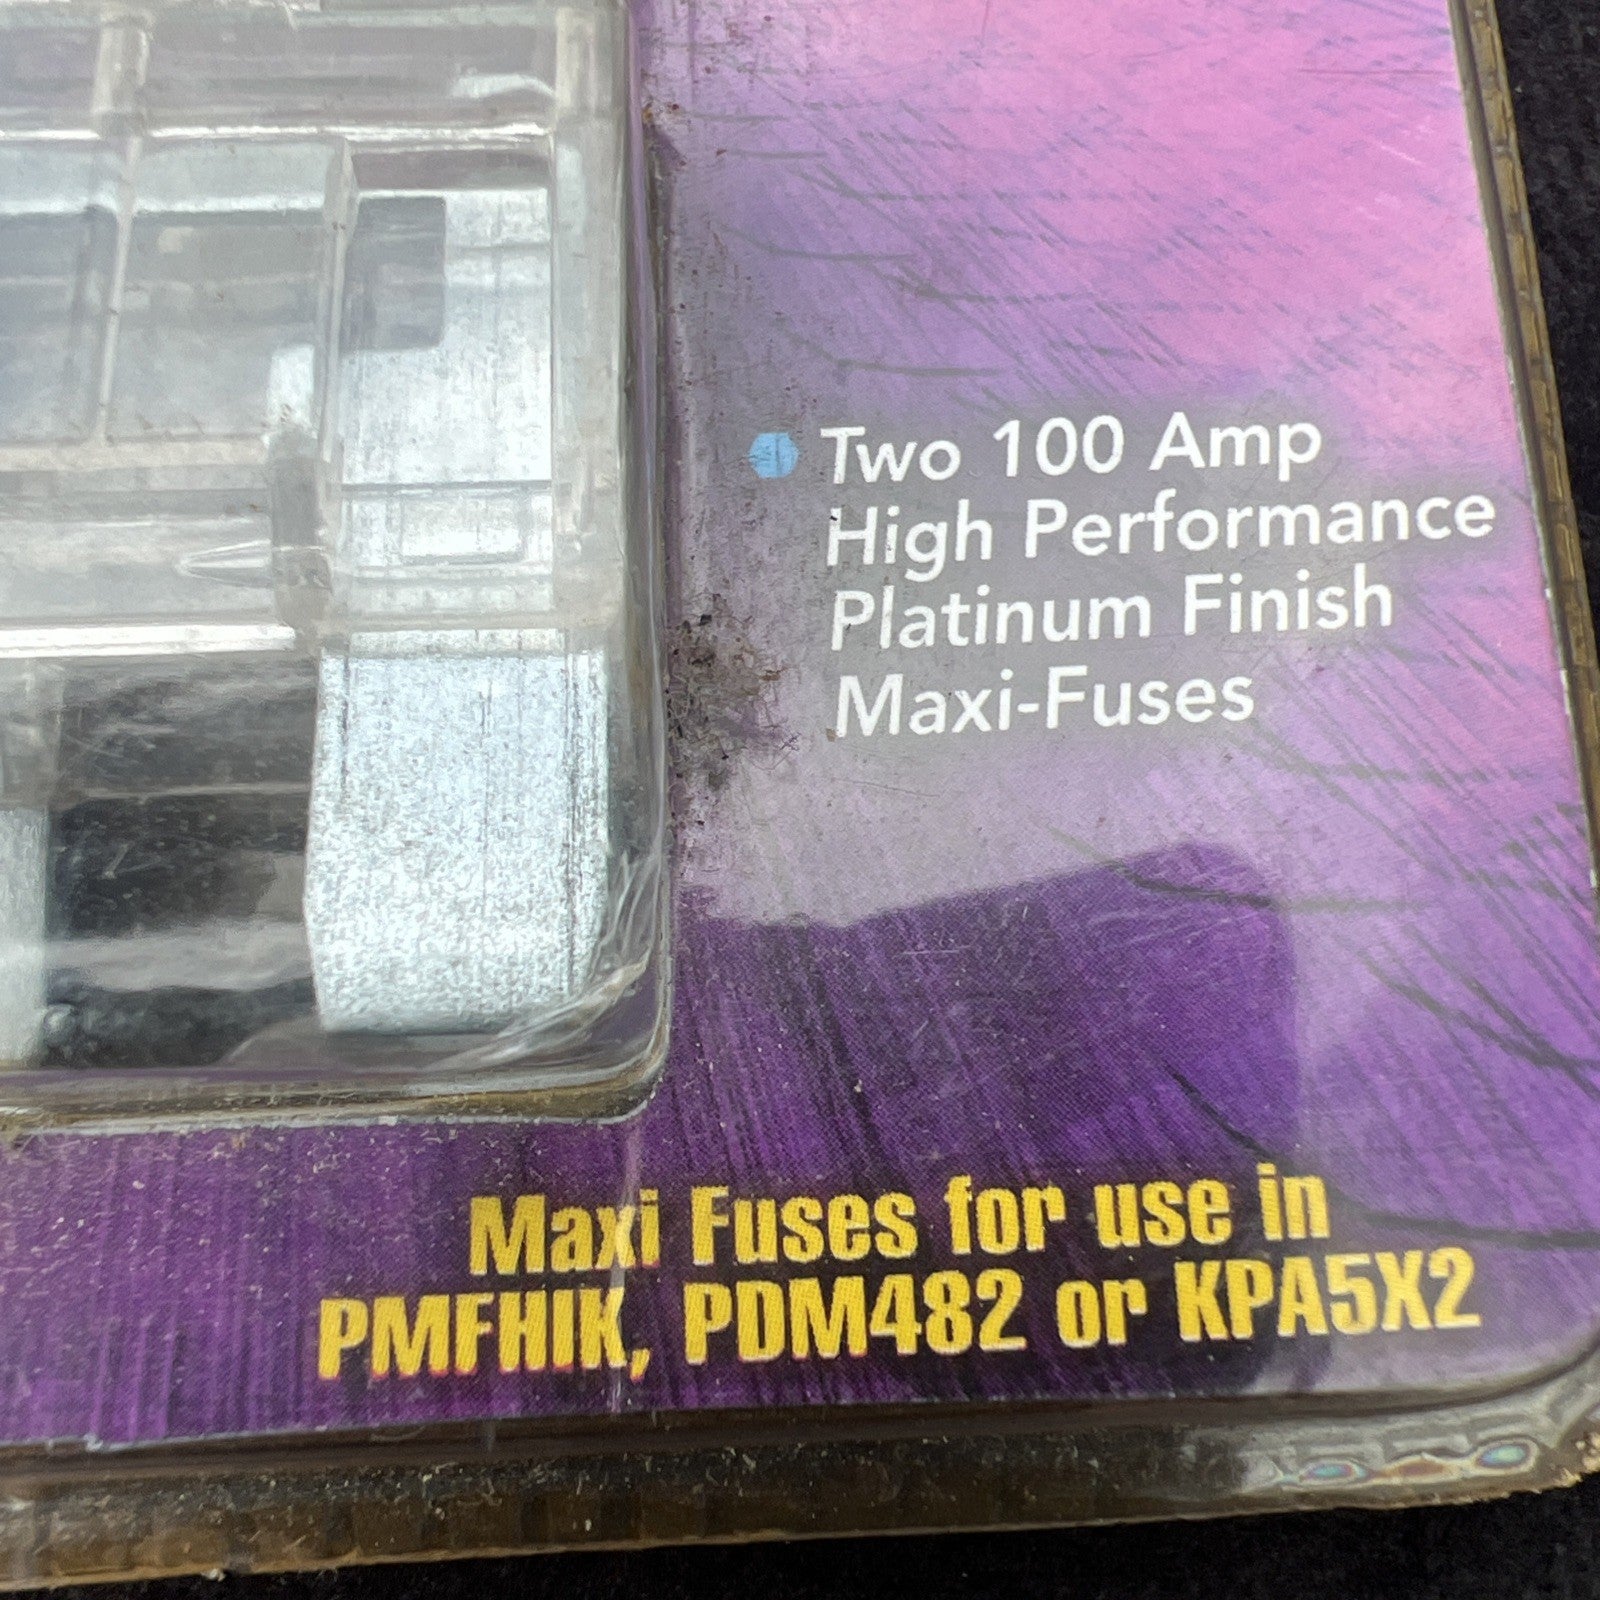 Two 100 Amp
High Performance
Platinum Finish
Maxi-Fuses
Maxi Fuses for use in
PMFHIK, PDM482 or KPA5X2